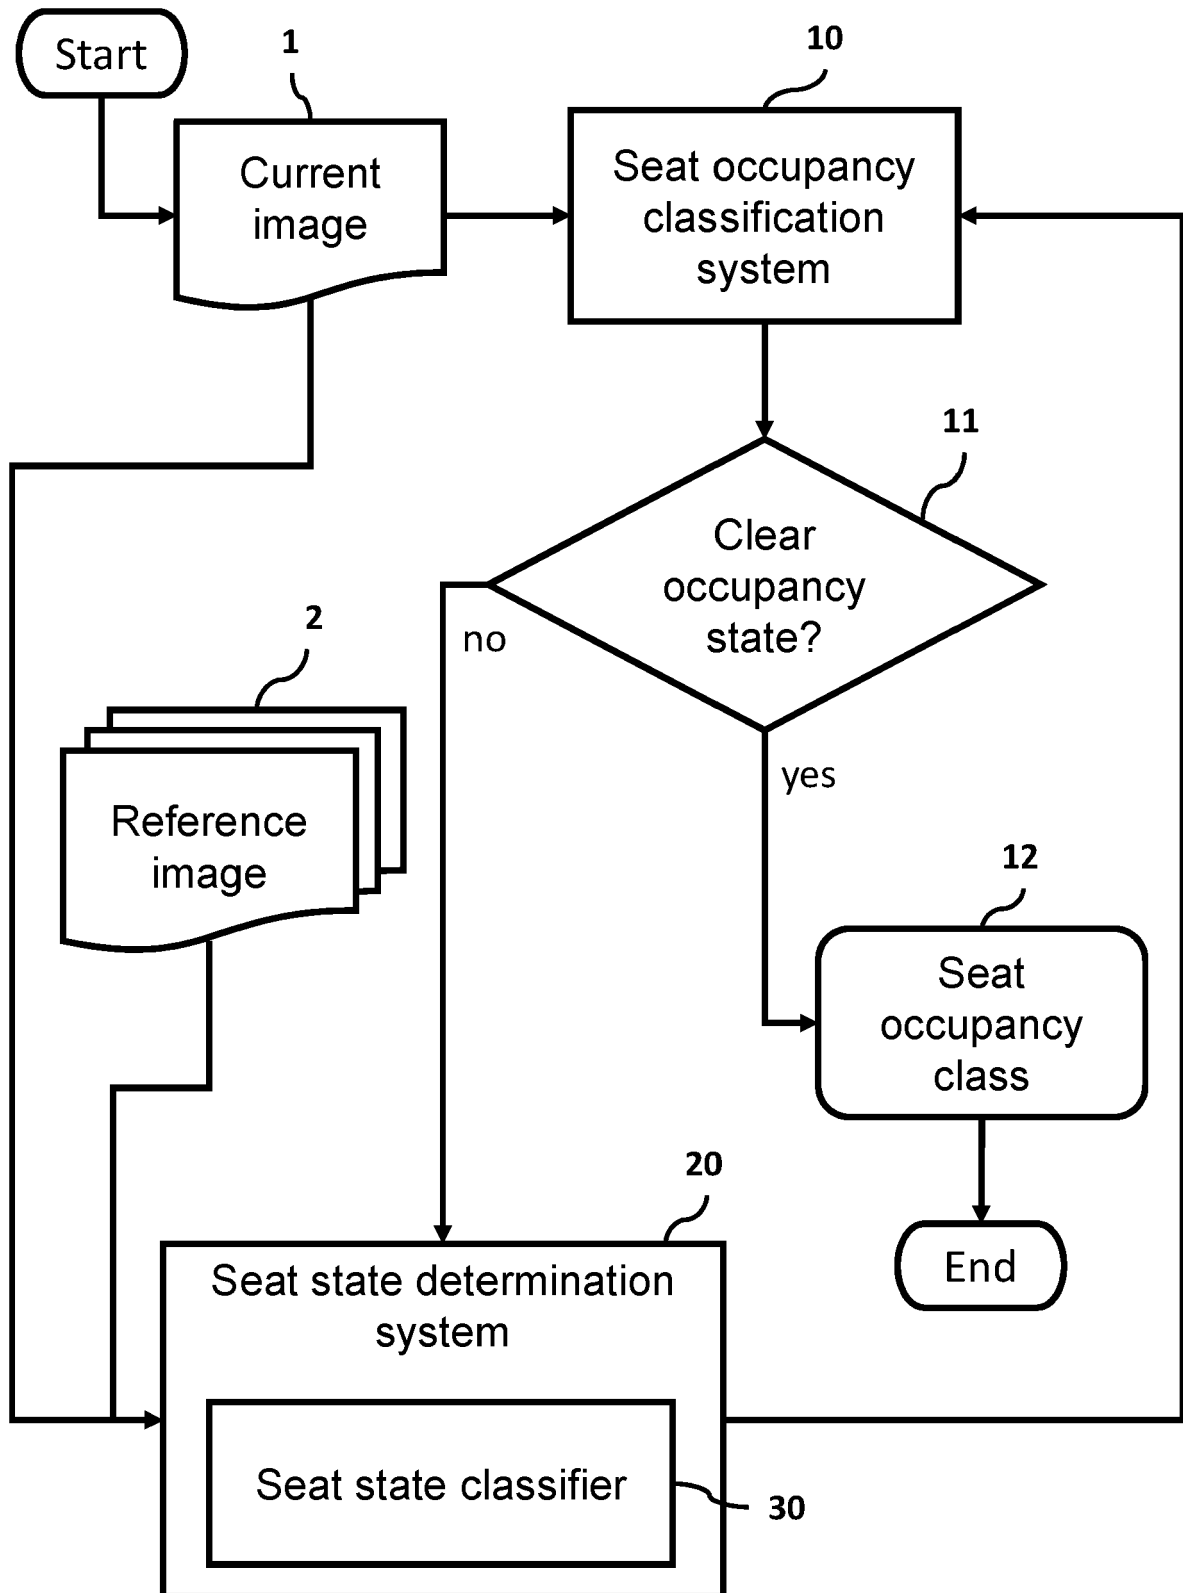 Start
1
Current
image
10
Seat occupancy
classification
system
11
Clear
occupancy
state?
no
yes
2
Reference
image
12
Seat
occupancy
class
End
20
Seat state determination
system
Seat state classifier
30